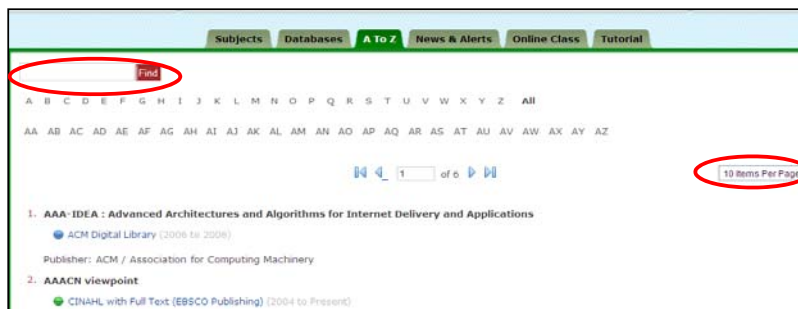 Subjects Databases A To Z News & Alerts Online Class Tutorial
Find
A B C D E F G H I J K L M N O P Q R S T U V W X Y Z All
AA AB AC AD AE AF AG AH AI AJ AK AL AM AN AO AP AQ AR AS AT AU AV AW AX AY AZ
1 of 6 10 Items Per Page
1. AAA-IDEA : Advanced Architectures and Algorithms for Internet Delivery and Applications
ACM Digital Library (2006 to 2006)
Publisher: ACM / Association for Computing Machinery
2. AAACN viewpoint
CINAHL with Full Text (EBSCO Publishing) (2004 to Present)